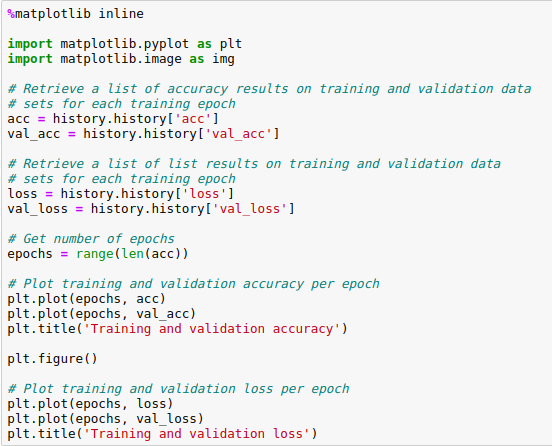 %matplotlib inline
import matplotlib.pyplot as plt
import matplotlib.image as img
# Retrieve a list of accuracy results on training and validation data
# sets for each training epoch
acc = history.history['acc']
val_acc = history.history['val_acc']
# Retrieve a list of list results on training and validation data
# sets for each training epoch
loss = history.history['loss']
val_loss = history.history['val_loss']
# Get number of epochs
epochs = range(len(acc))
# Plot training and validation accuracy per epoch
plt.plot(epochs, acc)
plt.plot(epochs, val_acc)
plt.title('Training and validation accuracy')
plt.figure()
# Plot training and validation loss per epoch
plt.plot(epochs, loss)
plt.plot(epochs, val_loss)
plt.title('Training and validation loss')